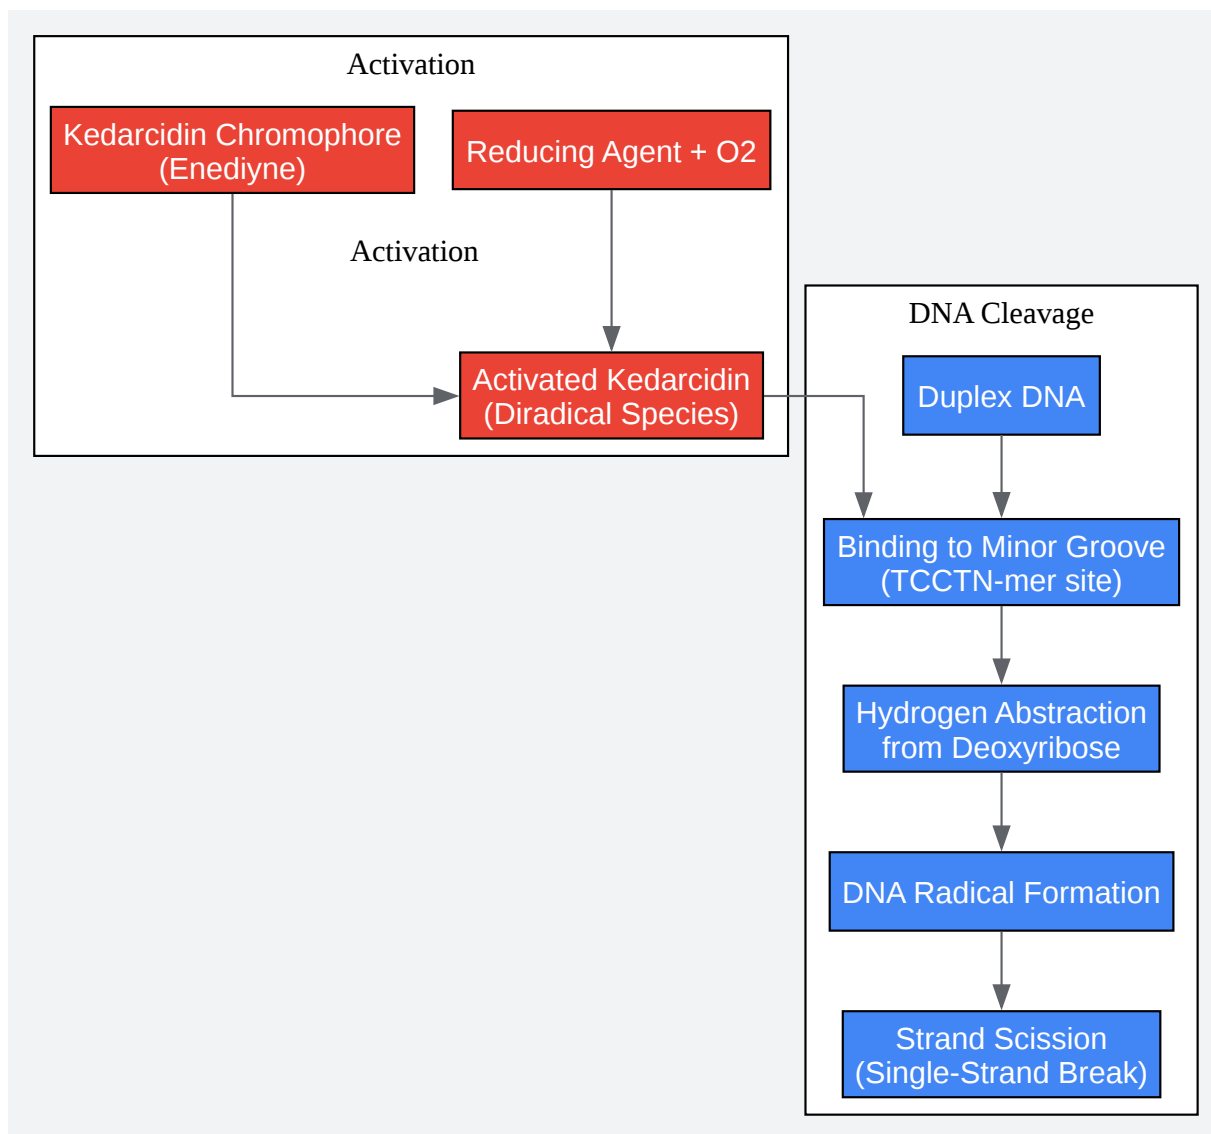 Activation
Kedarcidin Chromophore
(Enediyne)
Reducing Agent + O2
Activation
Activated Kedarcidin
(Diradical Species)
DNA Cleavage
Duplex DNA
Binding to Minor Groove
(TCCTN-mer site)
Hydrogen Abstraction
from Deoxyribose
DNA Radical Formation
Strand Scission
(Single-Strand Break)